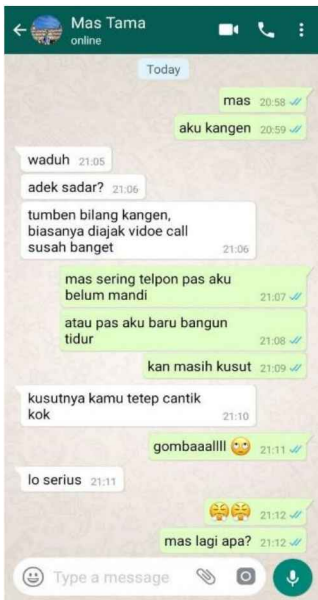 Mas Tama
online
Today
mas 20:58
aku kangen 20:59
waduh 21:05
adek sadar? 21:06
tumben bilang kangen,
biasanya diajak vidoe call
susah banget 21:06
mas sering telpon pas aku
belum mandi 21:07
atau pas aku baru bangun
tidur 21:08
kan masih kusut 21:09
kusutnya kamu tetep cantik
kok 21:10
gombaaallll 🙄 21:11
lo serius 21:11
😤😤 21:12
mas lagi apa? 21:12
Type a message